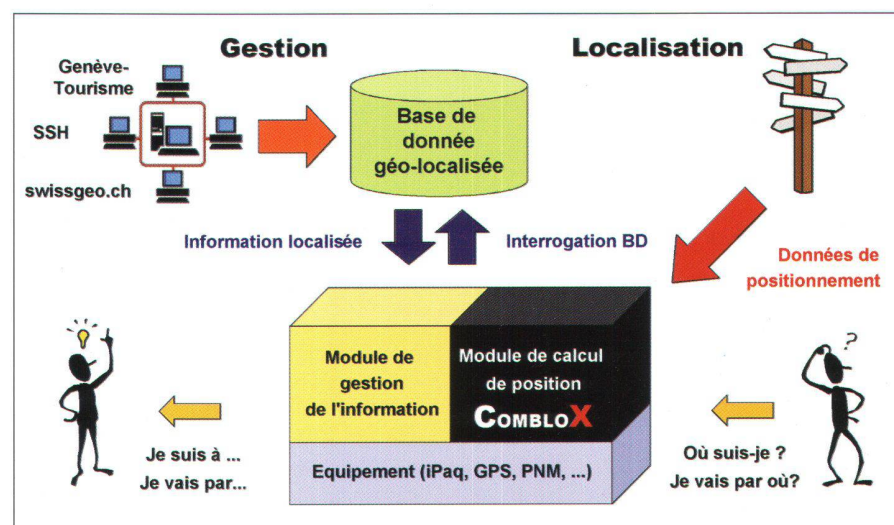 Gestion
Localisation
Genève-
Tourisme
SSH
swissgeo.ch
Base de
donnée
géo-localisée
Information localisée
Interrogation BD
Données de
positionnement
Module de
gestion
de l'information
Module de calcul
de position
COMBLOX
Equipement (iPaq, GPS, PNM, ...)
Je suis à ...
Je vais par...
?
Où suis-je ?
Je vais par où?